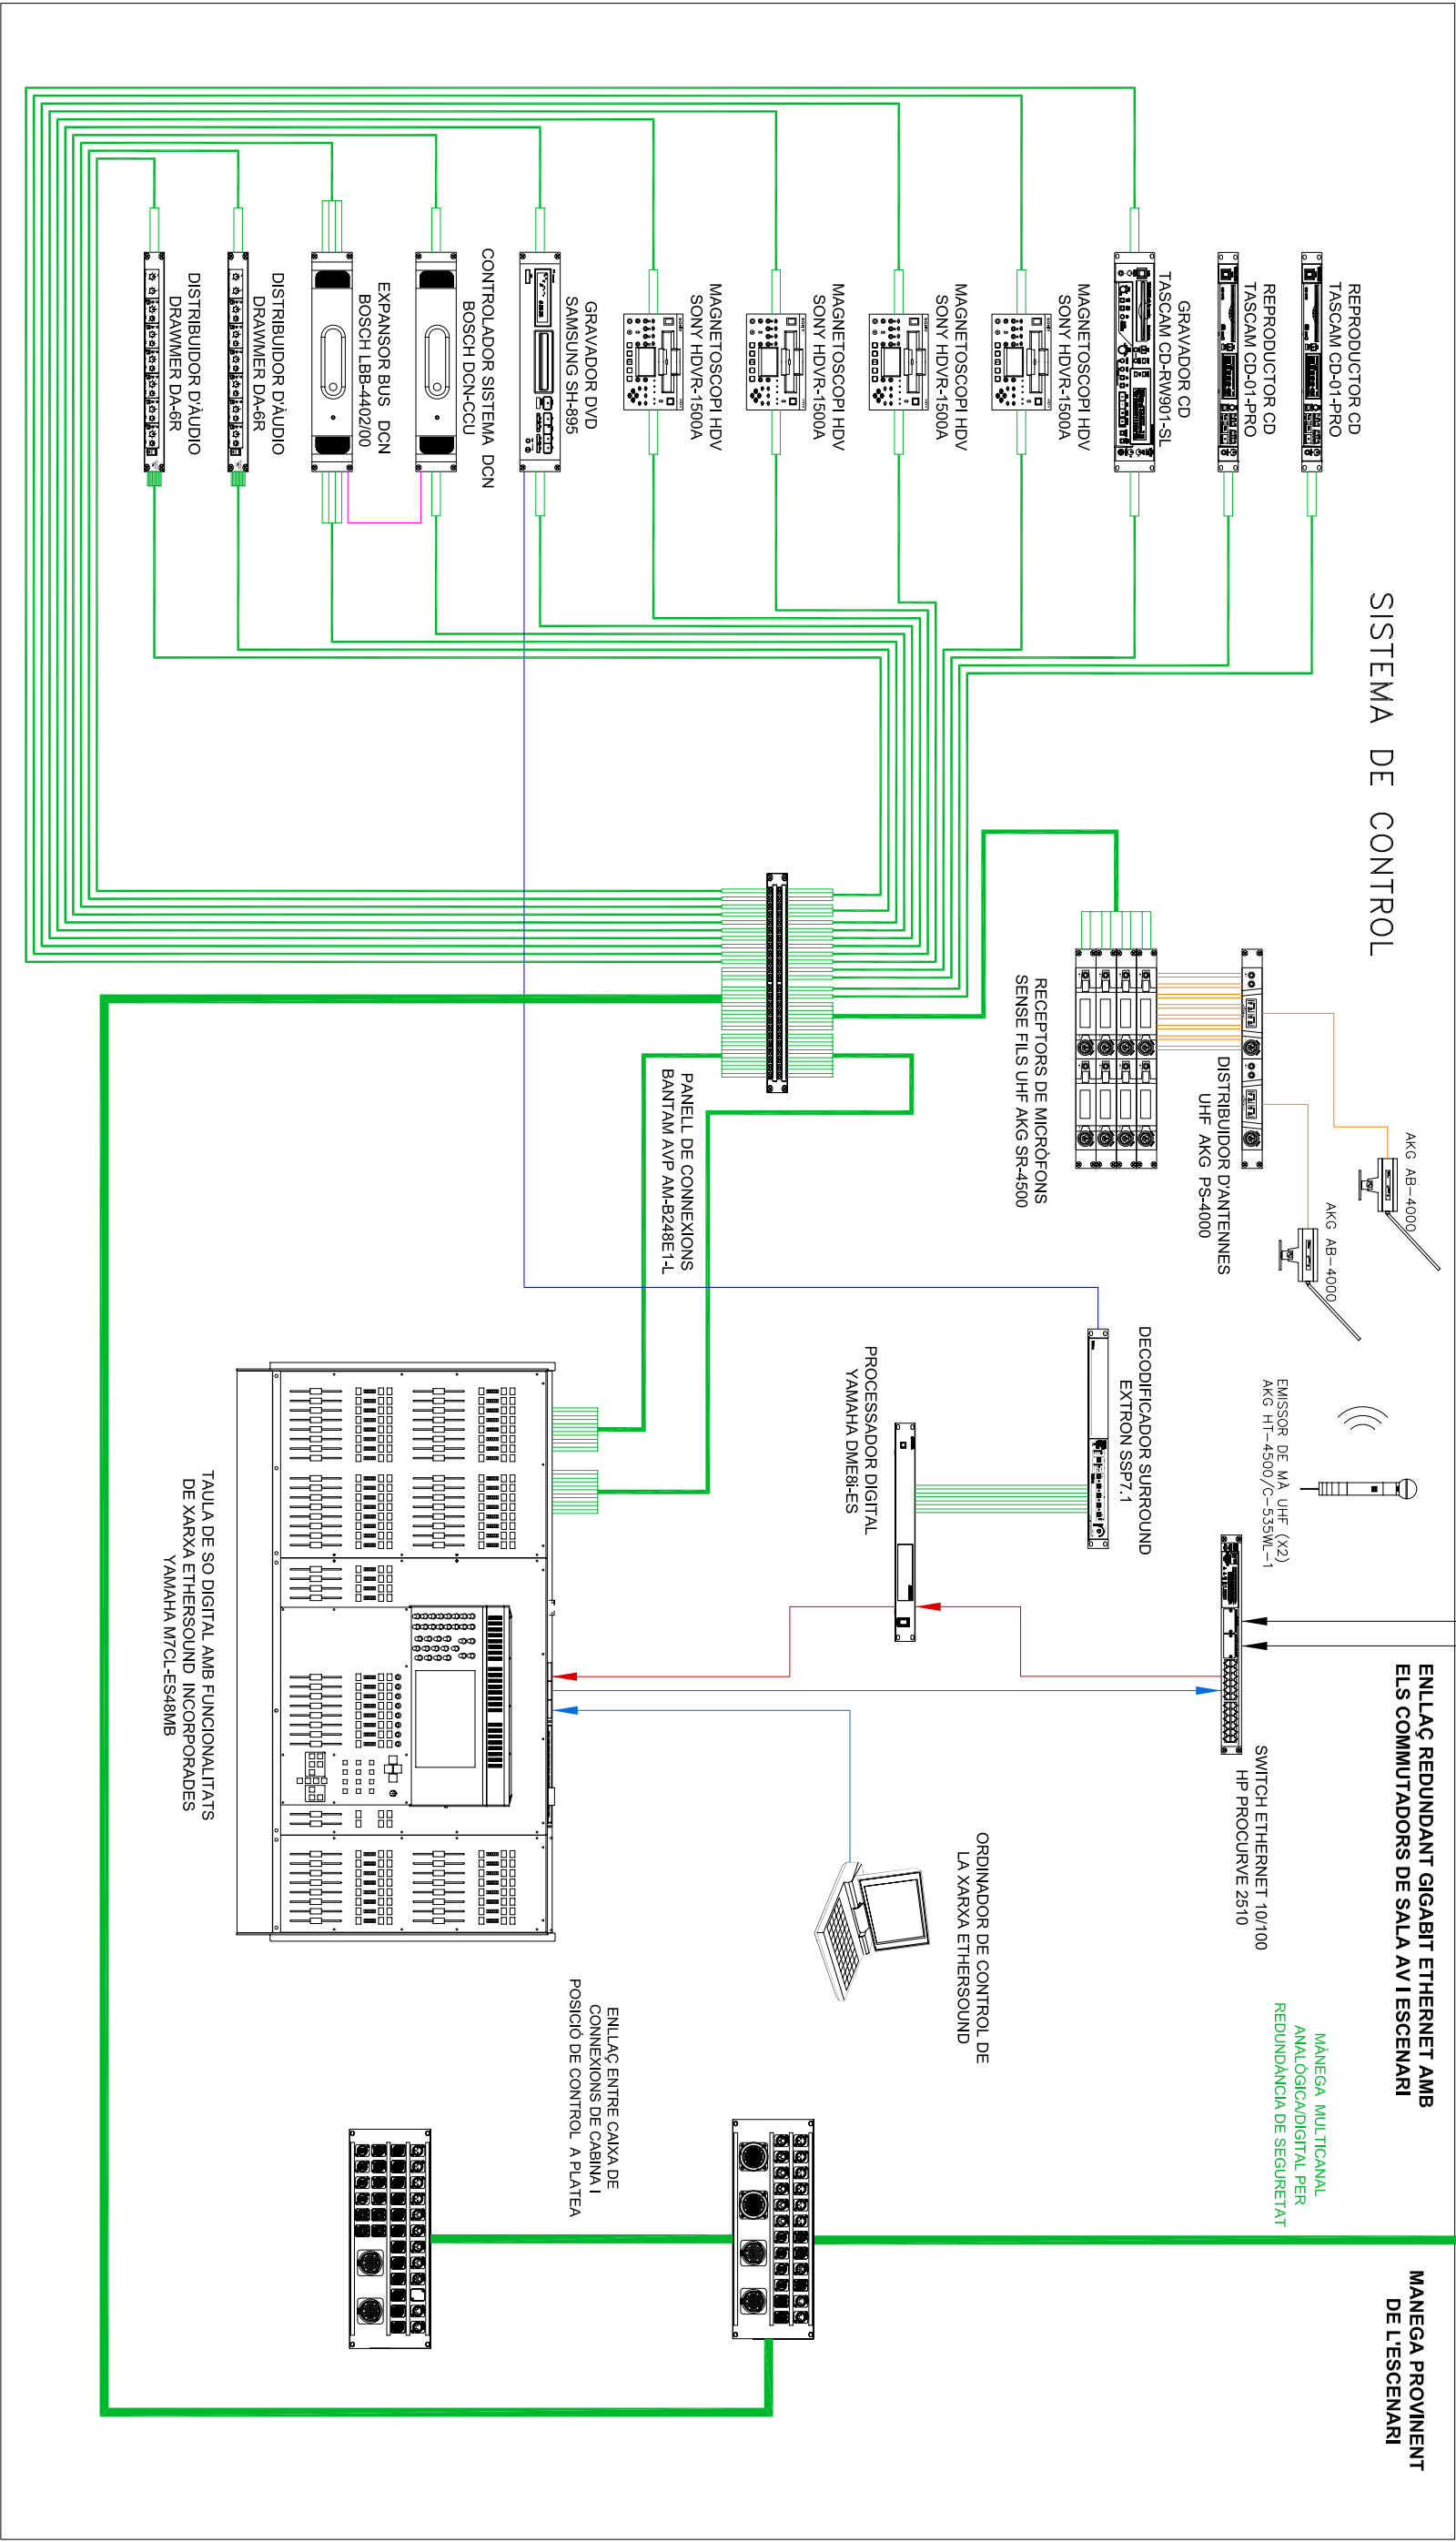 SISTEMA DE CONTROL
REPRODUCTOR CD
TASCAM CD-01-PRO
REPRODUCTOR CD
TASCAM CD-01-PRO
GRAVADOR CD
TASCAM CD-RW901-SL
MAGNETOSCOPI HDV
SONY HDVR-1500A
MAGNETOSCOPI HDV
SONY HDVR-1500A
MAGNETOSCOPI HDV
SONY HDVR-1500A
MAGNETOSCOPI HDV
SONY HDVR-1500A
GRAVADOR DVD
SAMSUNG SH-895
CONTROLADOR SISTEMA DCN
BOSCH DCN-CCU
EXPANSOR BUS DCN
BOSCH LBB-4402/00
DISTRIBUIDOR D'ÀUDIO
DRAWMER DA-6R
DISTRIBUIDOR D'ÀUDIO
DRAWMER DA-6R
AKG AB-4000
AKG AB-4000
DISTRIBUIDOR D'ANTENNES
UHF AKG PS-4000
RECEPTORS DE MICRÒFONS
SENSE FILS UHF AKG SR-4500
PANELL DE CONNEXIONS
BANTAM AVP AM-B248E1-L
EMISSOR DE MÀ UHF (X2)
AKG HT-4500/C-535WL-1
DECODIFICADOR SURROUND
EXTRON SSP7.1
PROCESSADOR DIGITAL
YAMAHA DME8i-ES
TAULA DE SO DIGITAL AMB FUNCIONALITATS
DE XARXA ETHERSOUND INCORPORADES
YAMAHA M7CL-ES48MB
ENLLAÇ REDUNDANT GIGABIT ETHERNET AMB
ELS COMMUTADORS DE SALA AV I ESCENARI
SWITCH ETHERNET 10/100
HP PROCURVE 2510
ORDINADOR DE CONTROL DE
LA XARXA ETHERSOUND
MÀNEGA MULTICANAL
ANALÒGICA/DIGITAL PER
REDUNDÀNCIA DE SEGURETAT
ENLLAÇ ENTRE CAIXA DE
CONNEXIONS DE CABINA I
POSICIÓ DE CONTROL A PLATEA
MANEGA PROVINENT
DE L'ESCENARI